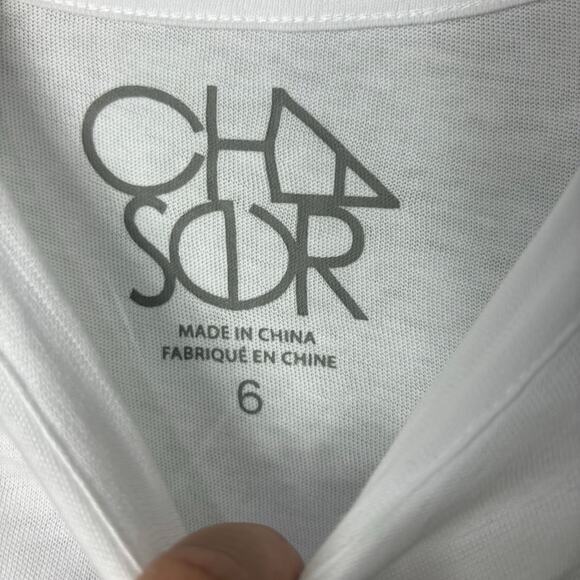 CHA
SER
MADE IN CHINA
FABRIQUÉ EN CHINE
6